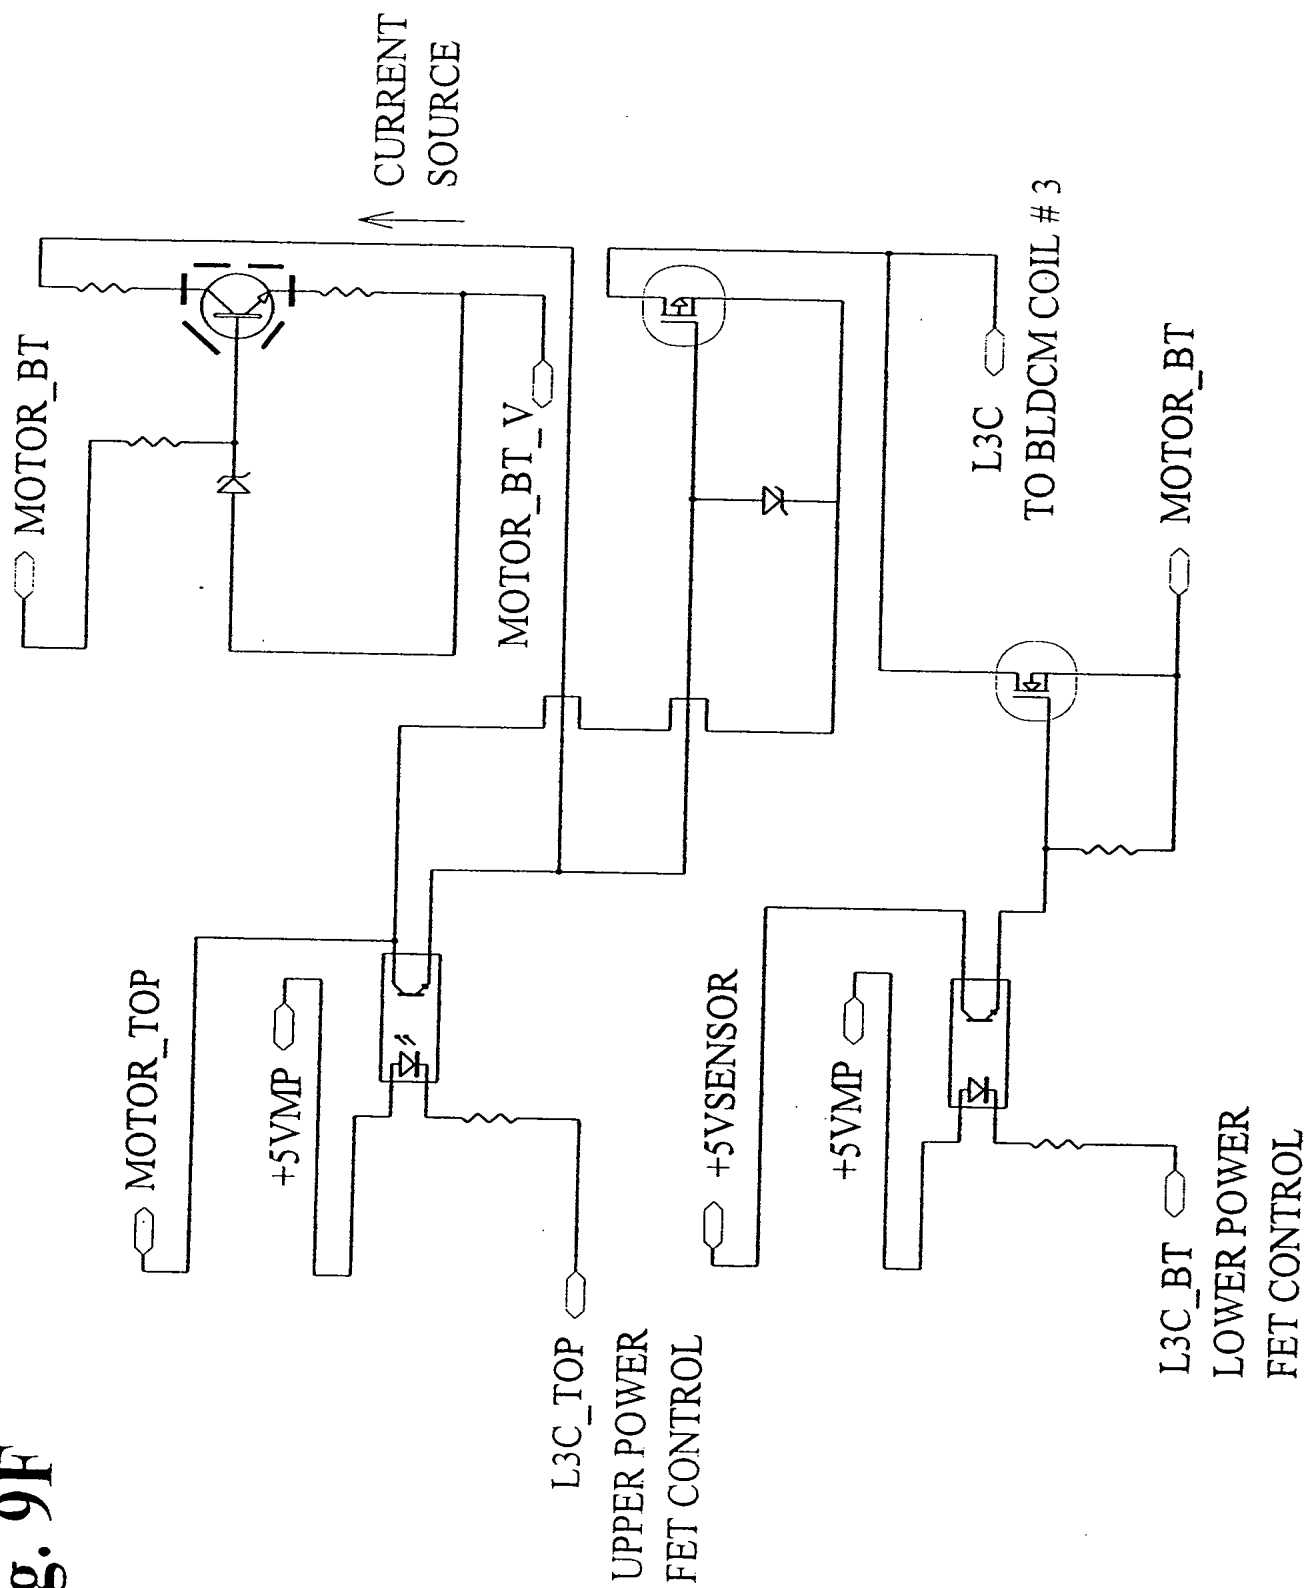 g. 9F
MOTOR_TOP
+5VMP
L3C_TOP
UPPER POWER
FET CONTROL
MOTOR_BT
CURRENT
SOURCE
MOTOR_BT_V
+5VSENSOR
+5VMP
L3C_BT
LOWER POWER
FET CONTROL
L3C
TO BLDCM COIL # 3
MOTOR_BT